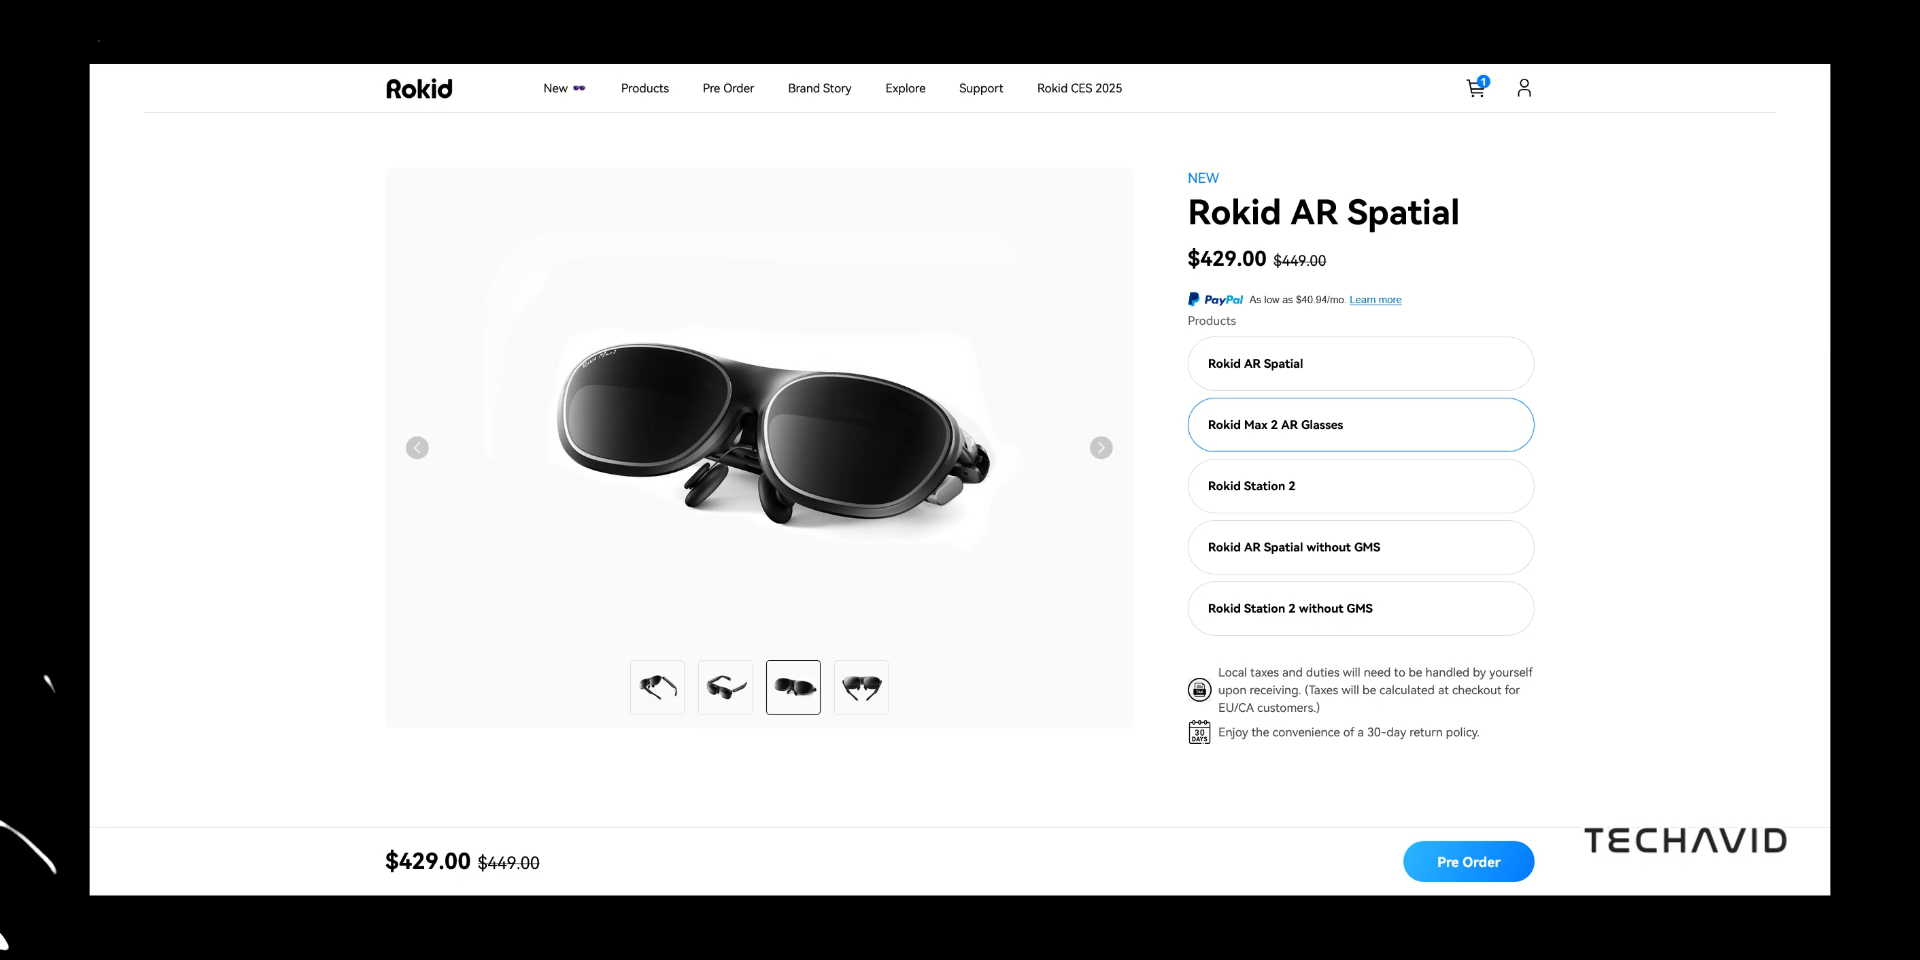 Rokid
New
Products
Pre Order
Brand Story
Explore
Support
Rokid CES 2025
1
NEW
Rokid AR Spatial
$429.00 $449.00
PayPal As low as $40.94/mo. Learn more
Products
Rokid AR Spatial
Rokid Max 2 AR Glasses
Rokid Station 2
Rokid AR Spatial without GMS
Rokid Station 2 without GMS
TAX
Local taxes and duties will need to be handled by yourself
upon receiving. (Taxes will be calculated at checkout for
EU/CA customers.)
30
DAYS
Enjoy the convenience of a 30-day return policy.
$429.00 $449.00
Pre Order
TECHAVID